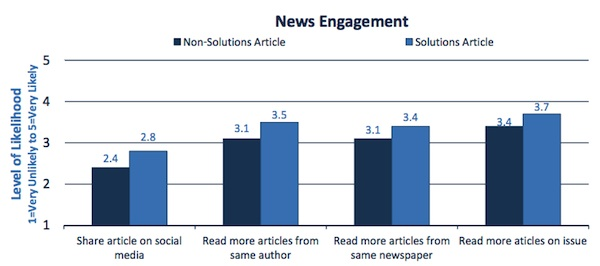 News Engagement
Non-Solutions Article Solutions Article
Level of Likelihood
1=Very Unlikely to 5=Very Likely
5
4
3
2
1
2.4 2.8 3.1 3.5 3.1 3.4 3.4 3.7
Share article on social
media
Read more articles from
same author
Read more articles from
same newspaper
Read more aticles on issue